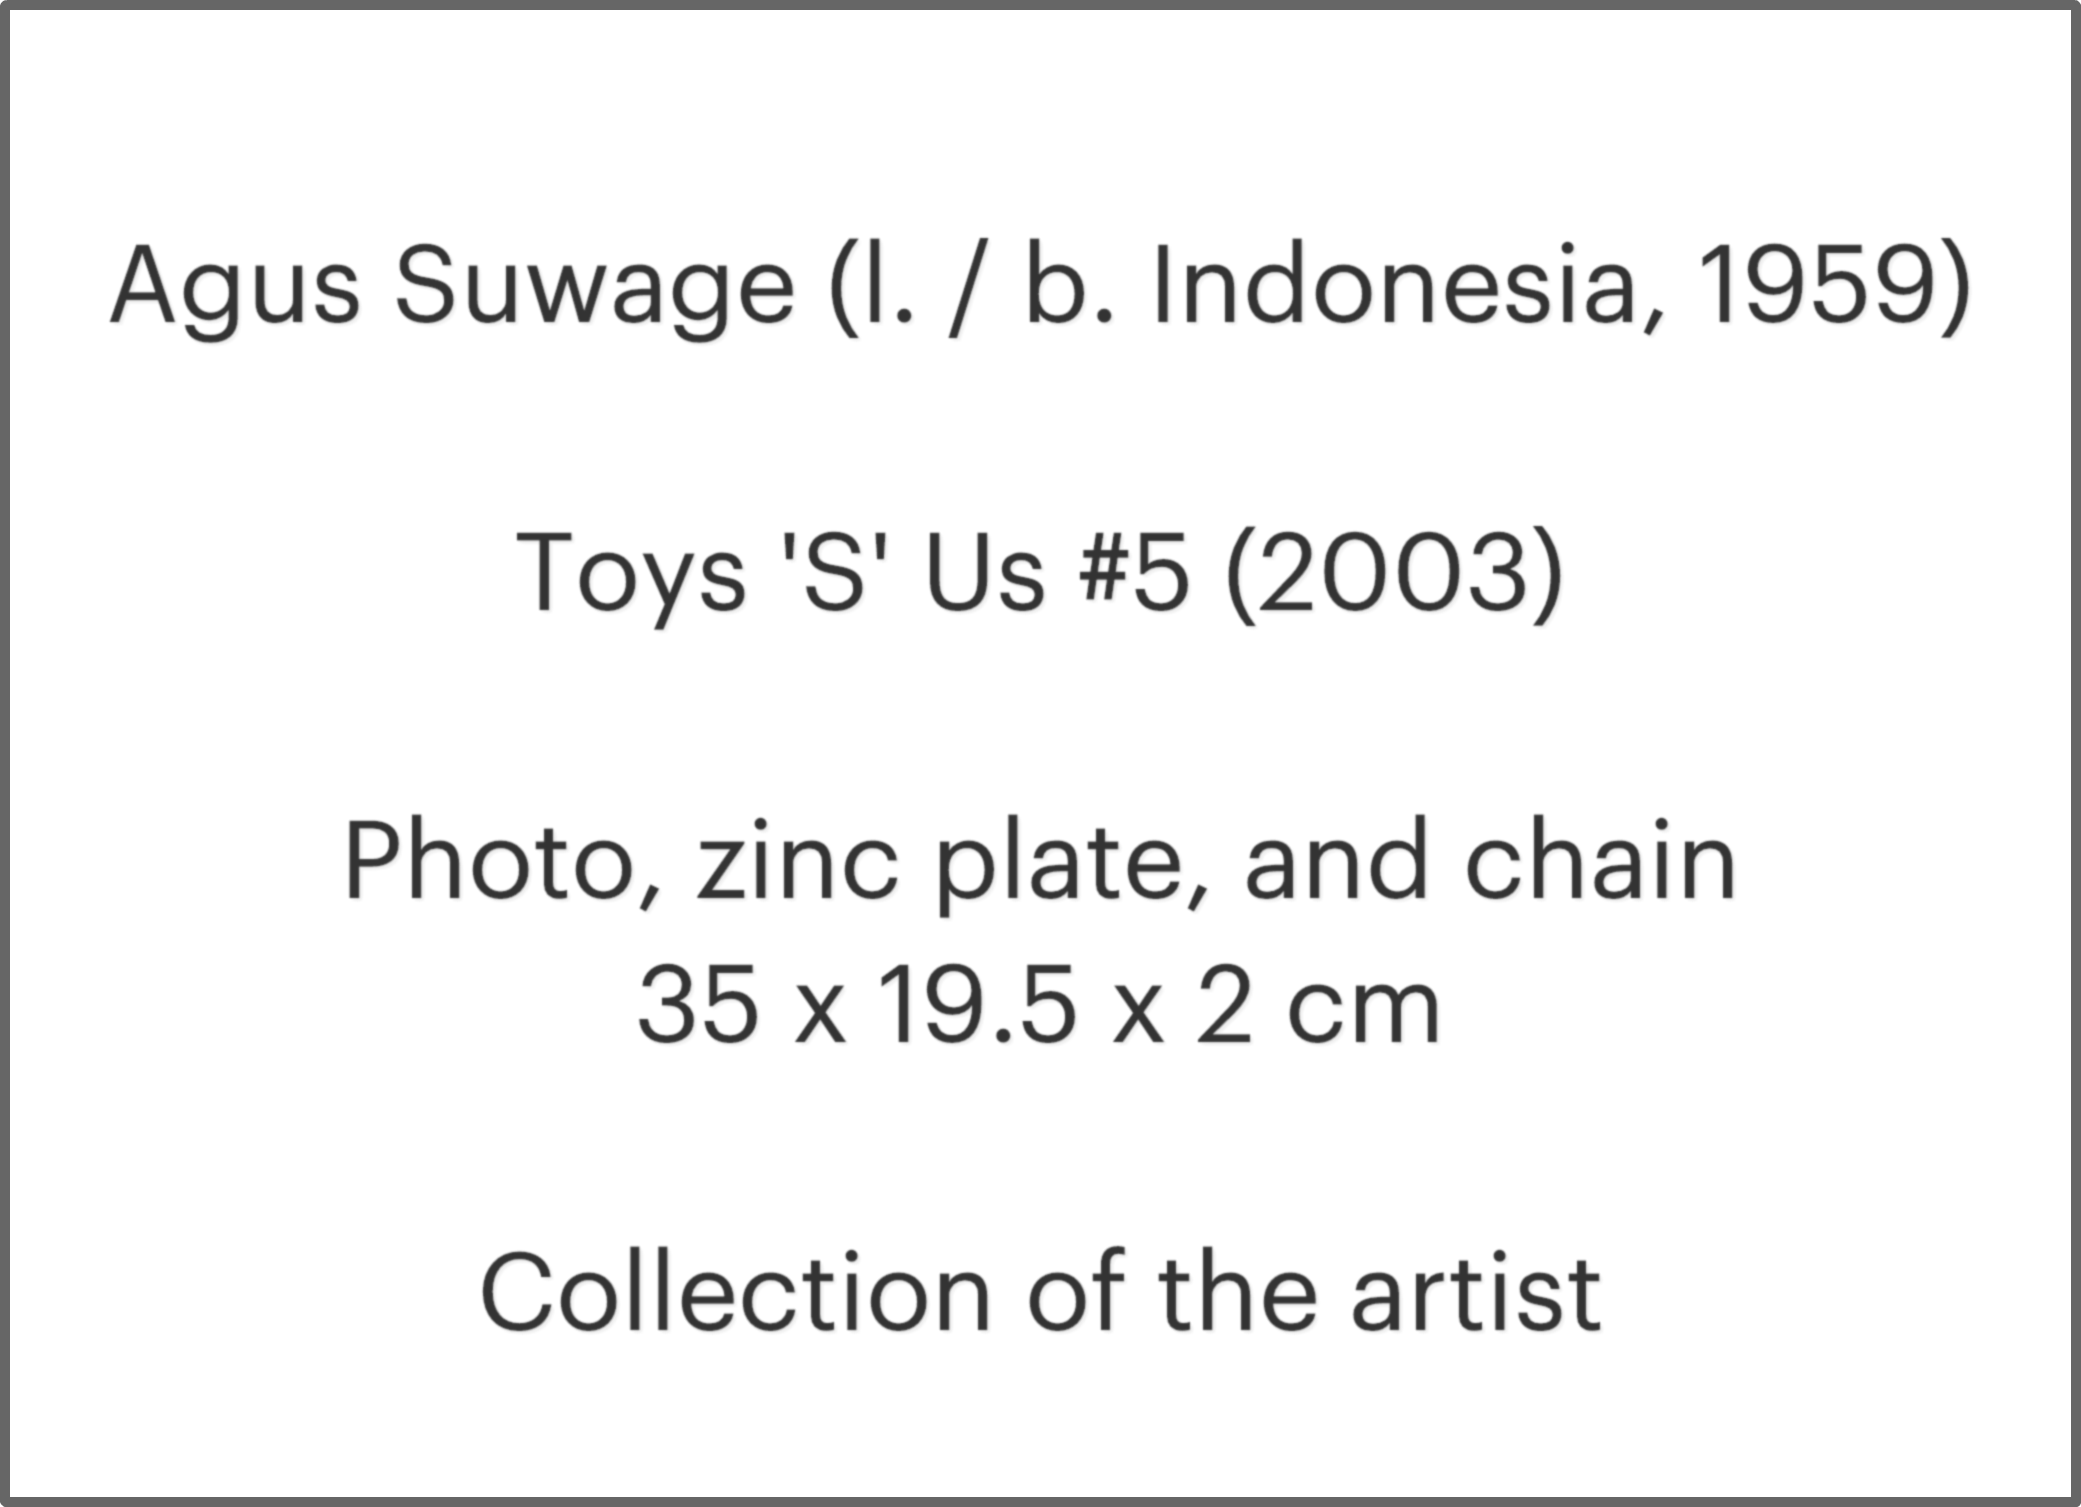 Agus Suwage (l. / b. Indonesia, 1959)
Toys 'S' Us #5 (2003)
Photo, zinc plate, and chain
35 x 19.5 x 2 cm
Collection of the artist